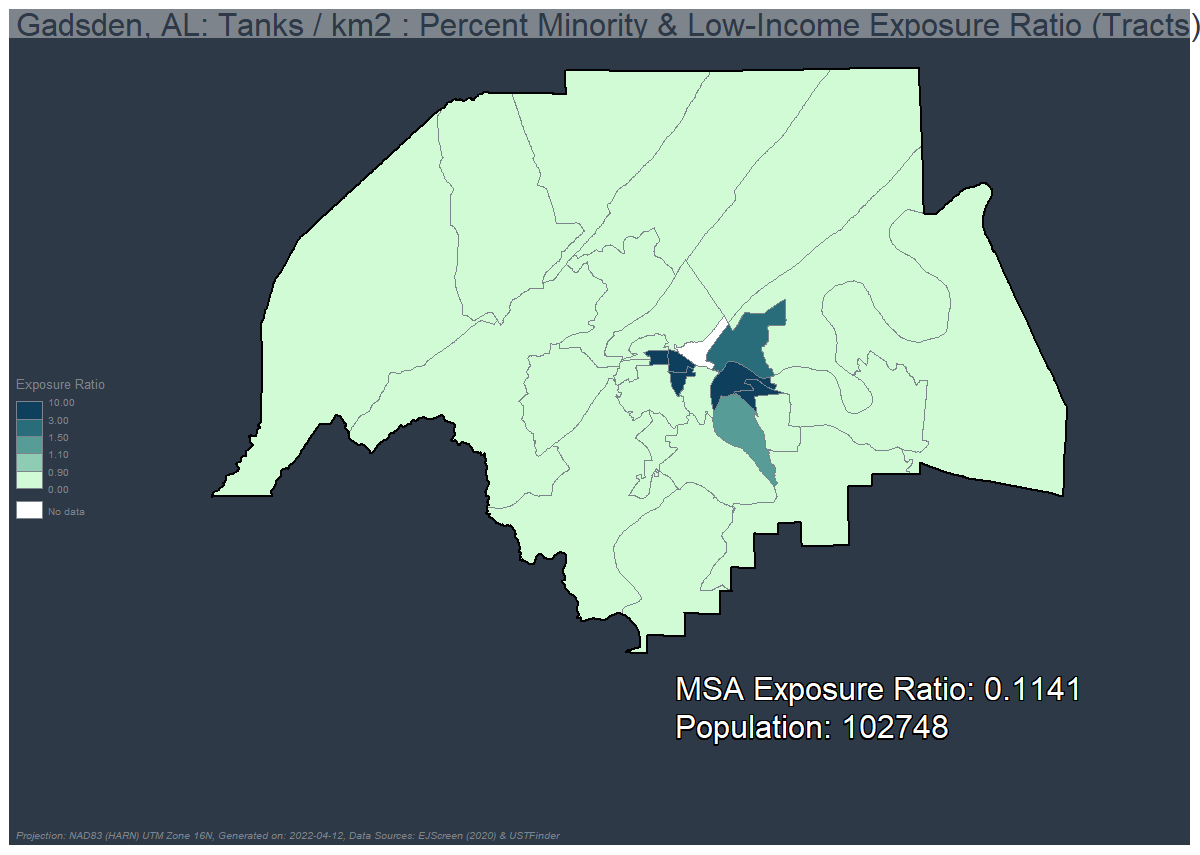 Gadsden, AL: Tanks / km2 : Percent Minority & Low-Income Exposure Ratio (Tracts)
Exposure Ratio
10.00
3.00
1.50
1.10
0.90
0.00
No data
MSA Exposure Ratio: 0.1141
Population: 102748
Projection: NAD83 (HARN) UTM Zone 16N, Generated on: 2022-04-12, Data Sources: EJScreen (2020) & USTFinder